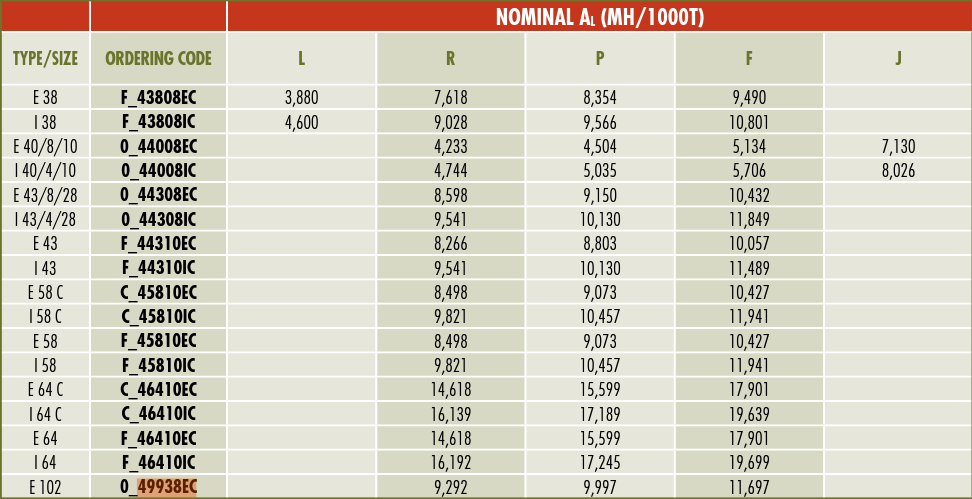 NOMINAL AL (MH/1000T)
TYPE/SIZE ORDERING CODE L R P F J
E 38 F_43808EC 3,880 7,618 8,354 9,490
I 38 F_43808IC 4,600 9,028 9,566 10,801
E 40/8/10 0_44008EC 4,233 4,504 5,134 7,130
I 40/4/10 0_44008IC 4,744 5,035 5,706 8,026
E 43/8/28 0_44308EC 8,598 9,150 10,432
I 43/4/28 0_44308IC 9,541 10,130 11,849
E 43 F_44310EC 8,266 8,803 10,057
I 43 F_44310IC 9,541 10,130 11,489
E 58 C C_45810EC 8,498 9,073 10,427
I 58 C C_45810IC 9,821 10,457 11,941
E 58 F_45810EC 8,498 9,073 10,427
I 58 F_45810IC 9,821 10,457 11,941
E 64 C C_46410EC 14,618 15,599 17,901
I 64 C C_46410IC 16,139 17,189 19,639
E 64 F_46410EC 14,618 15,599 17,901
I 64 F_46410IC 16,192 17,245 19,699
E 102 0_49938EC 9,292 9,997 11,697